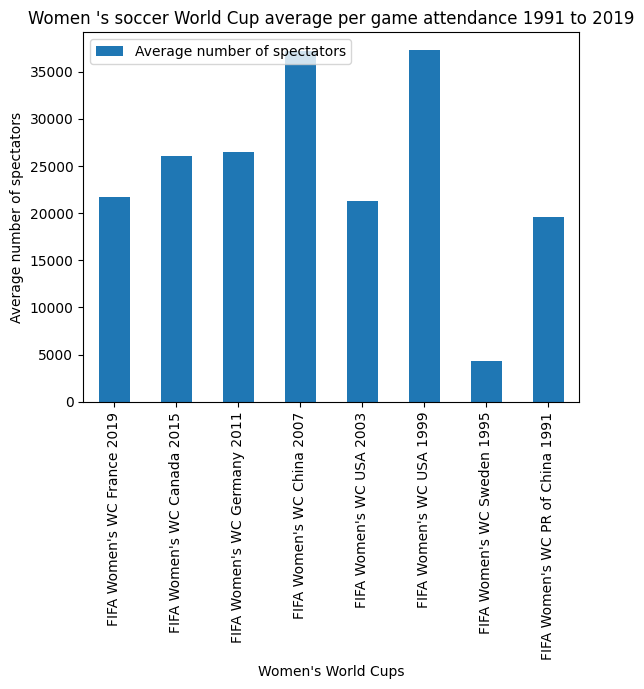 Women 's soccer World Cup average per game attendance 1991 to 2019
Average number of spectators
Average number of spectators
35000
30000
25000
20000
15000
10000
5000
0
FIFA Women's WC France 2019
FIFA Women's WC Canada 2015
FIFA Women's WC Germany 2011
FIFA Women's WC China 2007
FIFA Women's WC USA 2003
FIFA Women's WC USA 1999
FIFA Women's WC Sweden 1995
FIFA Women's WC PR of China 1991
Women's World Cups